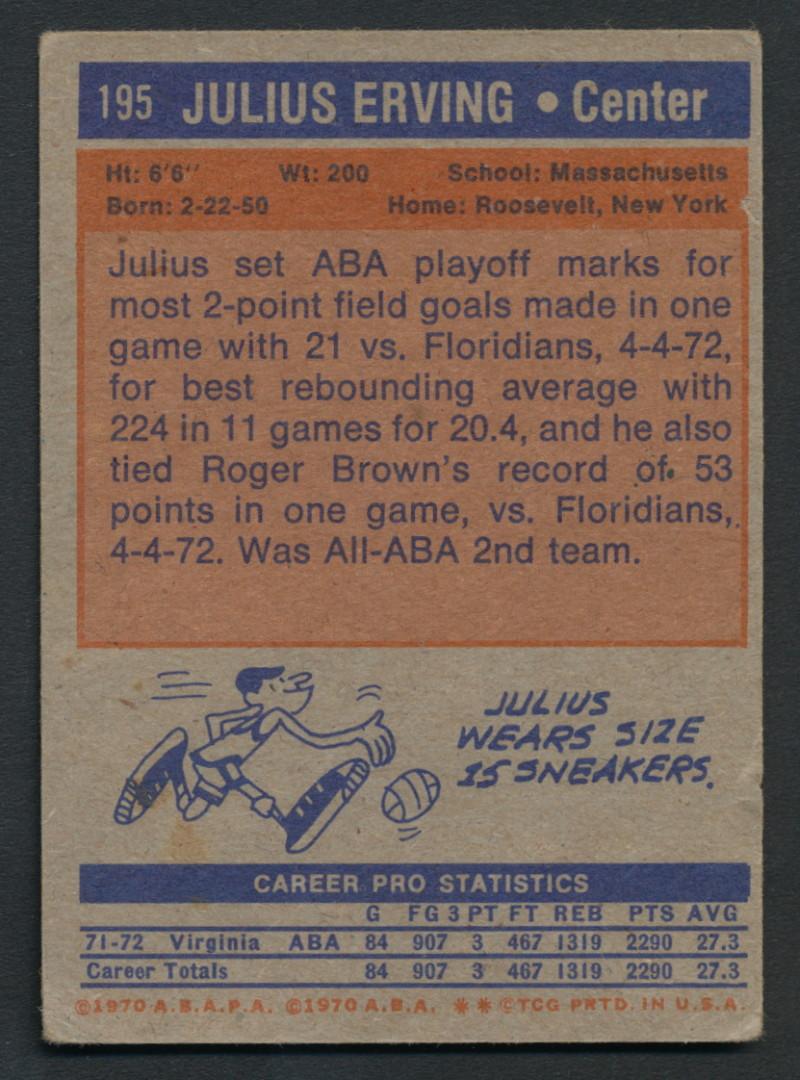 195 JULIUS ERVING • Center
Ht: 6'6" Wt: 200 School: Massachusetts
Born: 2-22-50 Home: Roosevelt, New York
Julius set ABA playoff marks for
most 2-point field goals made in one
game with 21 vs. Floridians, 4-4-72,
for best rebounding average with
224 in 11 games for 20.4, and he also
tied Roger Brown's record of 53
points in one game, vs. Floridians,
4-4-72. Was All-ABA 2nd team.
JULIUS
WEARS SIZE
15 SNEAKERS.
CAREER PRO STATISTICS
G FG 3 PT FT REB PTS AVG
71-72 Virginia ABA 84 907 3 467 1319 2290 27.3
Career Totals 84 907 3 467 1319 2290 27.3
©1970 A.B.A.P.A. ©1970 A.B.A. ** ©TCG PRTD. IN U.S.A.